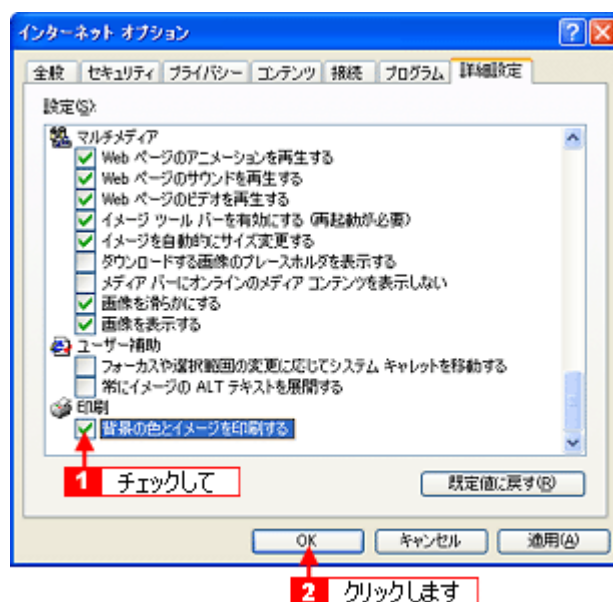 インターネット オプション
全般 セキュリティ プライバシー コンテンツ 接続 プログラム 詳細設定
設定(S):
マルチメディア
Web ページのアニメーションを再生する
Web ページのサウンドを再生する
Web ページのビデオを再生する
イメージ ツール バーを有効にする (再起動が必要)
イメージを自動的にサイズ変更する
ダウンロードする画像のプレースホルダを表示する
メディア バーにオンラインのメディア コンテンツを表示しない
画像を滑らかにする
画像を表示する
ユーザー補助
フォーカスや選択範囲の変更に応じてシステム キャレットを移動する
常にイメージの ALT テキストを展開する
印刷
背景の色とイメージを印刷する
1 チェックして
既定値に戻す(R)
OK キャンセル 適用(A)
2 クリックします